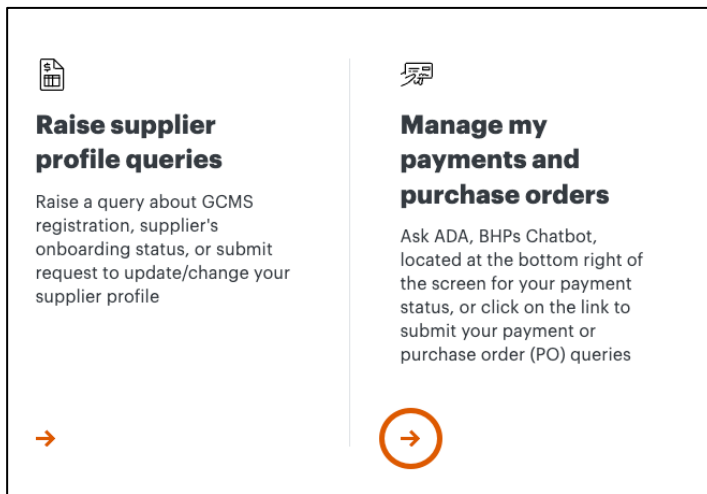 Raise supplier
profile queries
Raise a query about GCMS
registration, supplier's
onboarding status, or submit
request to update/change your
supplier profile
Manage my
payments and
purchase orders
Ask ADA, BHPs Chatbot,
located at the bottom right of
the screen for your payment
status, or click on the link to
submit your payment or
purchase order (PO) queries